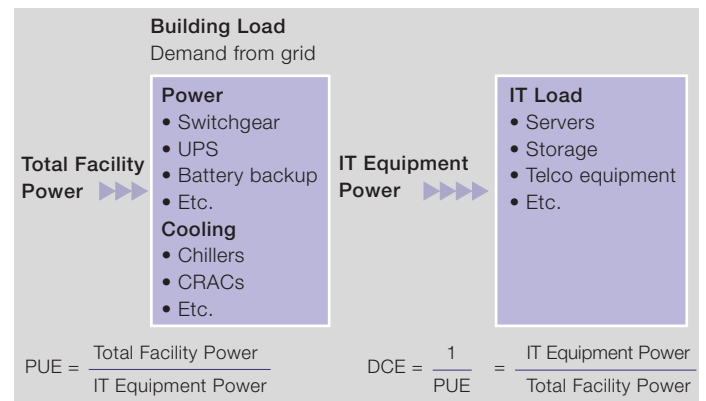 Building Load
Demand from grid
Total Facility
Power
Power
• Switchgear
• UPS
• Battery backup
• Etc.
Cooling
• Chillers
• CRACs
• Etc.
IT Equipment
Power
IT Load
• Servers
• Storage
• Telco equipment
• Etc.
PUE = Total Facility Power / IT Equipment Power
DCE = 1 / PUE = IT Equipment Power / Total Facility Power